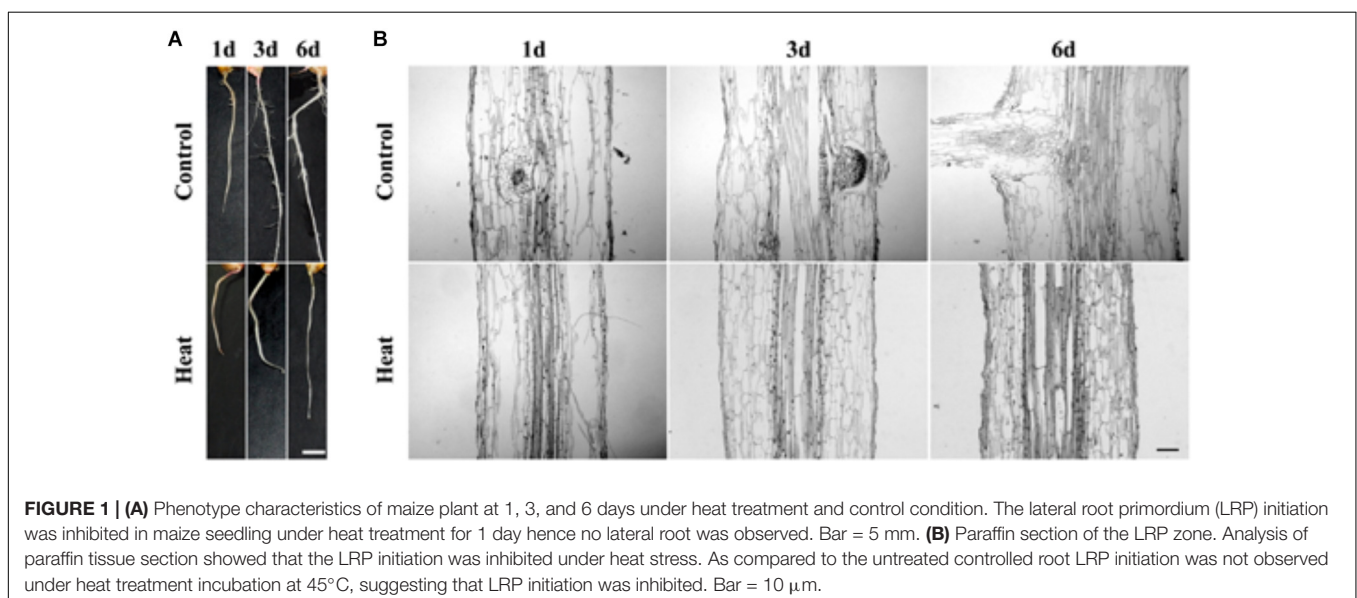 A
B
1d 3d 6d
1d
3d
6d
Control
Control
Heat
Heat
FIGURE 1 | (A) Phenotype characteristics of maize plant at 1, 3, and 6 days under heat treatment and control condition. The lateral root primordium (LRP) initiation
was inhibited in maize seedling under heat treatment for 1 day hence no lateral root was observed. Bar = 5 mm. (B) Paraffin section of the LRP zone. Analysis of
paraffin tissue section showed that the LRP initiation was inhibited under heat stress. As compared to the untreated controlled root LRP initiation was not observed
under heat treatment incubation at 45°C, suggesting that LRP initiation was inhibited. Bar = 10 μm.